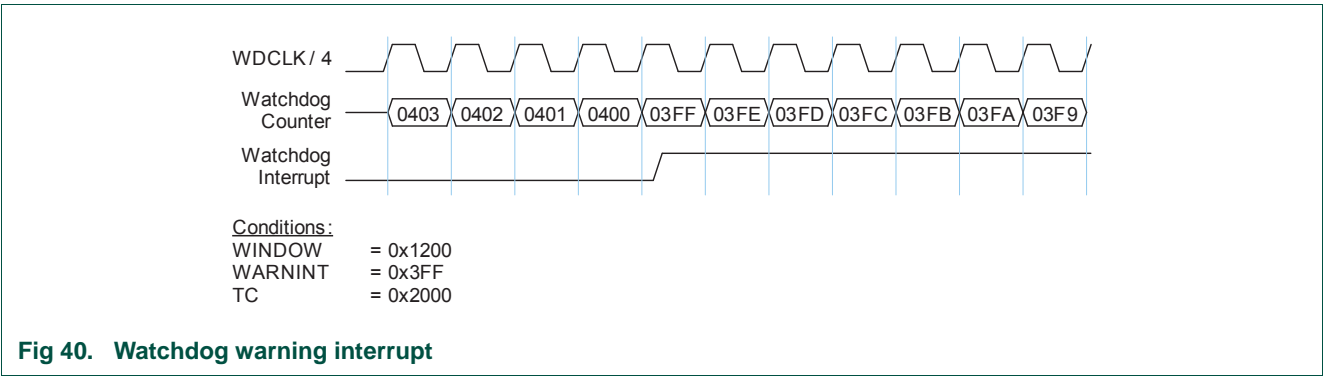 WDCLK / 4
Watchdog
Counter
0403 0402 0401 0400 03FF 03FE 03FD 03FC 03FB 03FA 03F9
Watchdog
Interrupt
Conditions :
WINDOW = 0x1200
WARNINT = 0x3FF
TC = 0x2000
Fig 40. Watchdog warning interrupt